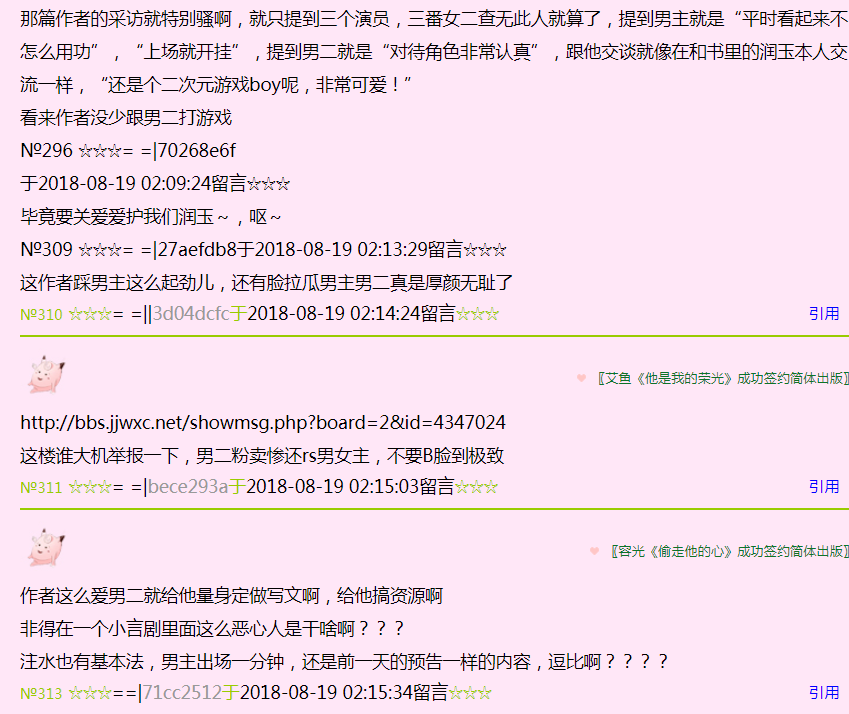 那篇作者的采访就特别骚啊，就只提到三个演员，三番女二查无此人就算了，提到男主就是“平时看起来不
怎么用功”，“上场就开挂”，提到男二就是“对待角色非常认真”，跟他交谈就像在和书里的润玉本人交
流一样，“还是个二次元游戏boy呢，非常可爱！”
看来作者没少跟男二打游戏
№296 ☆☆☆= =|70268e6f
于2018-08-19 02:09:24留言☆☆☆
毕竟要关爱爱护我们润玉～，呕～
№309 ☆☆☆= =|27aefdb8于2018-08-19 02:13:29留言☆☆☆
这作者踩男主这么起劲儿，还有脸拉瓜男主男二真是厚颜无耻了
№310 ☆☆☆= =||3d04dcfc于2018-08-19 02:14:24留言☆☆☆ 引用
♥ 〖艾鱼《他是我的荣光》成功签约简体出版〗
http://bbs.jjwxc.net/showmsg.php?board=2&id=4347024
这楼谁大机举报一下，男二粉卖惨还rs男女主，不要B脸到极致
№311 ☆☆☆= =|bece293a于2018-08-19 02:15:03留言☆☆☆ 引用
♥ 〖容光《偷走他的心》成功签约简体出版〗
作者这么爱男二就给他量身定做写文啊，给他搞资源啊
非得在一个小言剧里面这么恶心人是干啥啊？？？
注水也有基本法，男主出场一分钟，还是前一天的预告一样的内容，逗比啊？？？？
№313 ☆☆☆==|71cc2512于2018-08-19 02:15:34留言☆☆☆ 引用